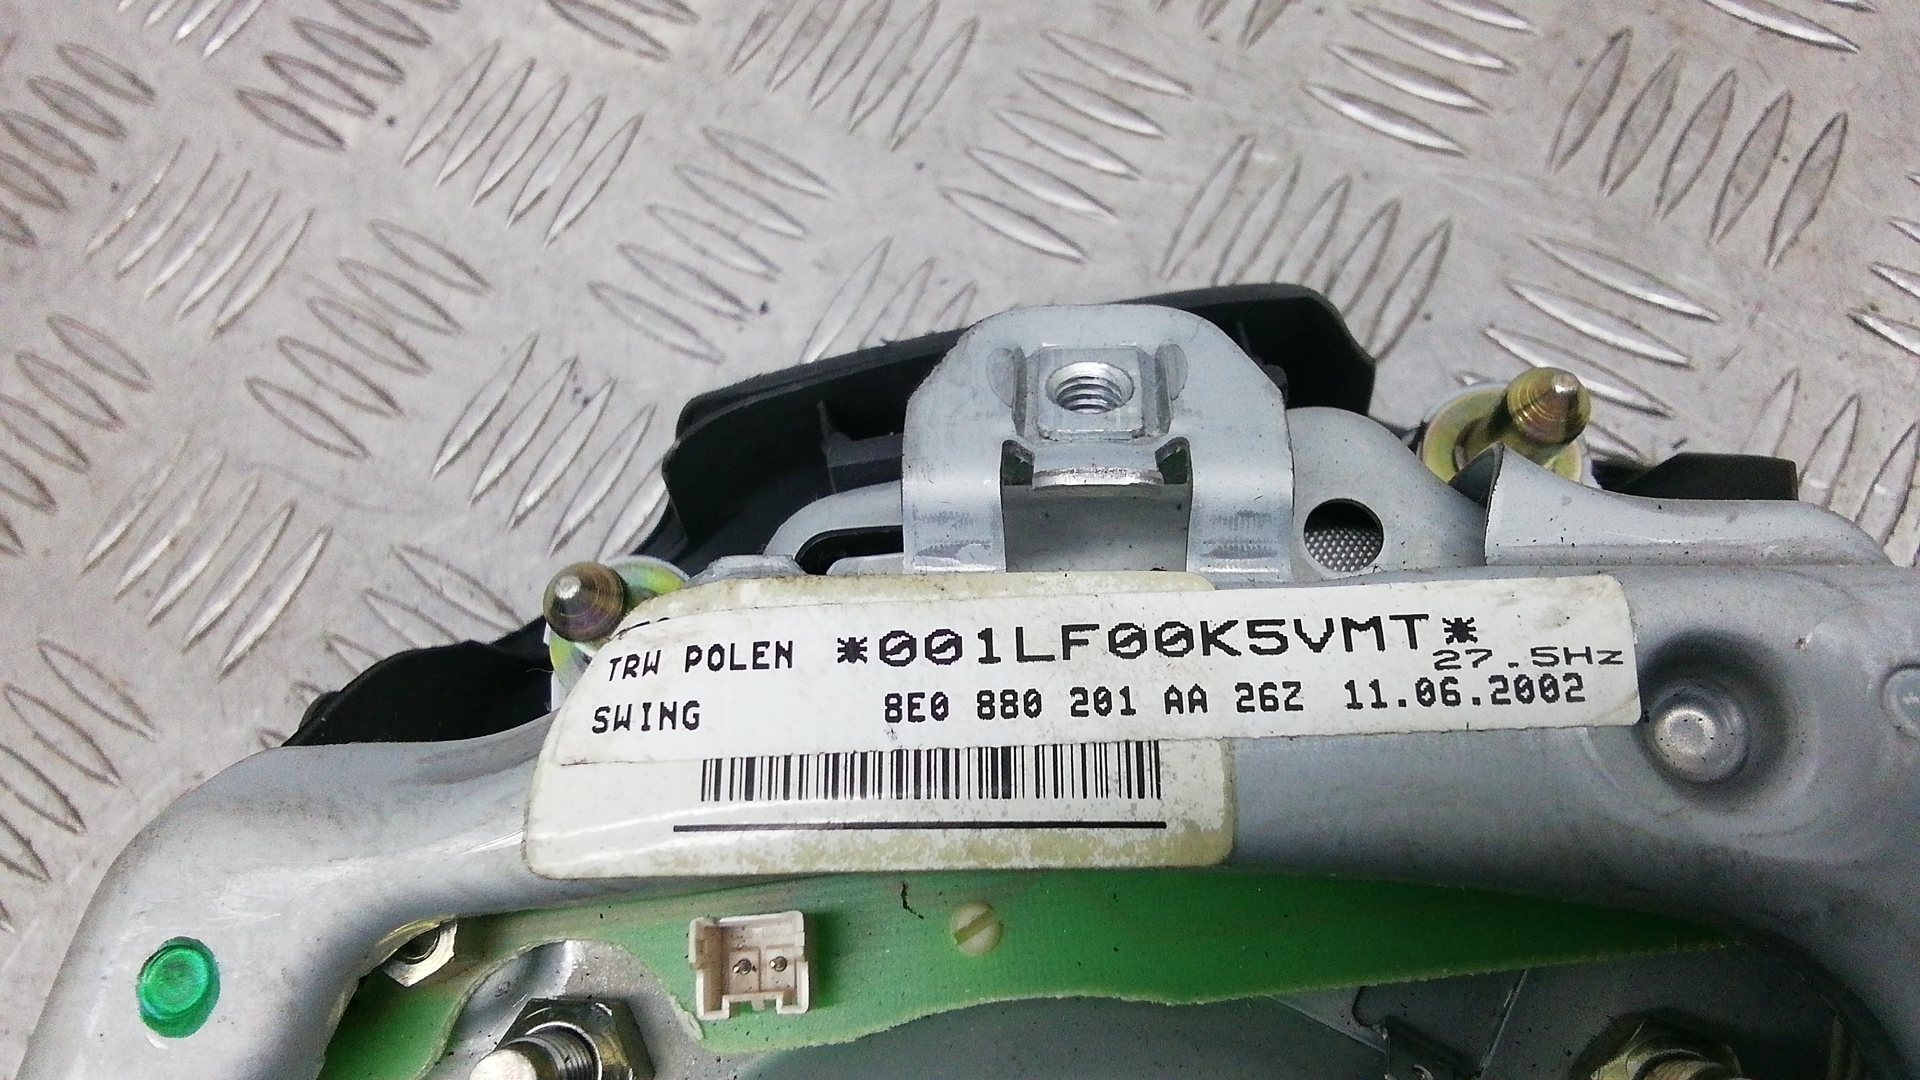 TRW POLEN *001LF00K5VMT*
27.5Hz
SWING 8E0 880 201 AA 26Z 11.06.2002